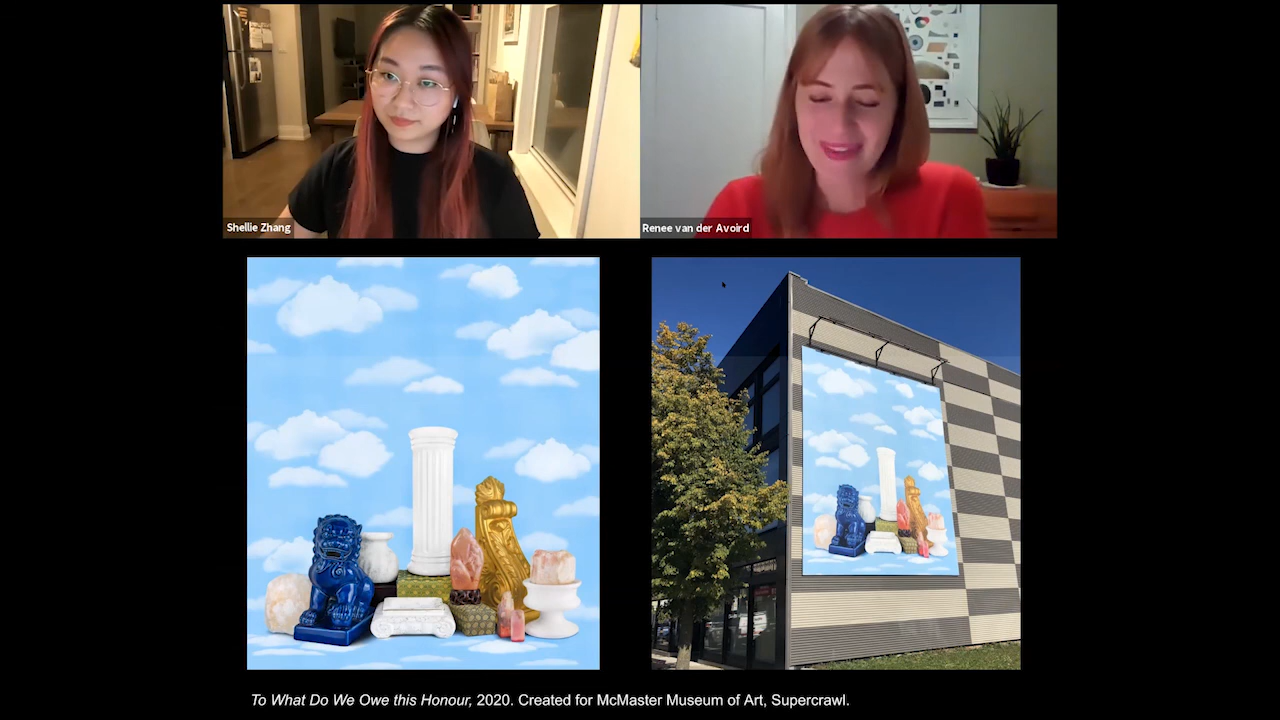 Shellie Zhang
Renee van der Avoird
To What Do We Owe this Honour, 2020. Created for McMaster Museum of Art, Supercrawl.